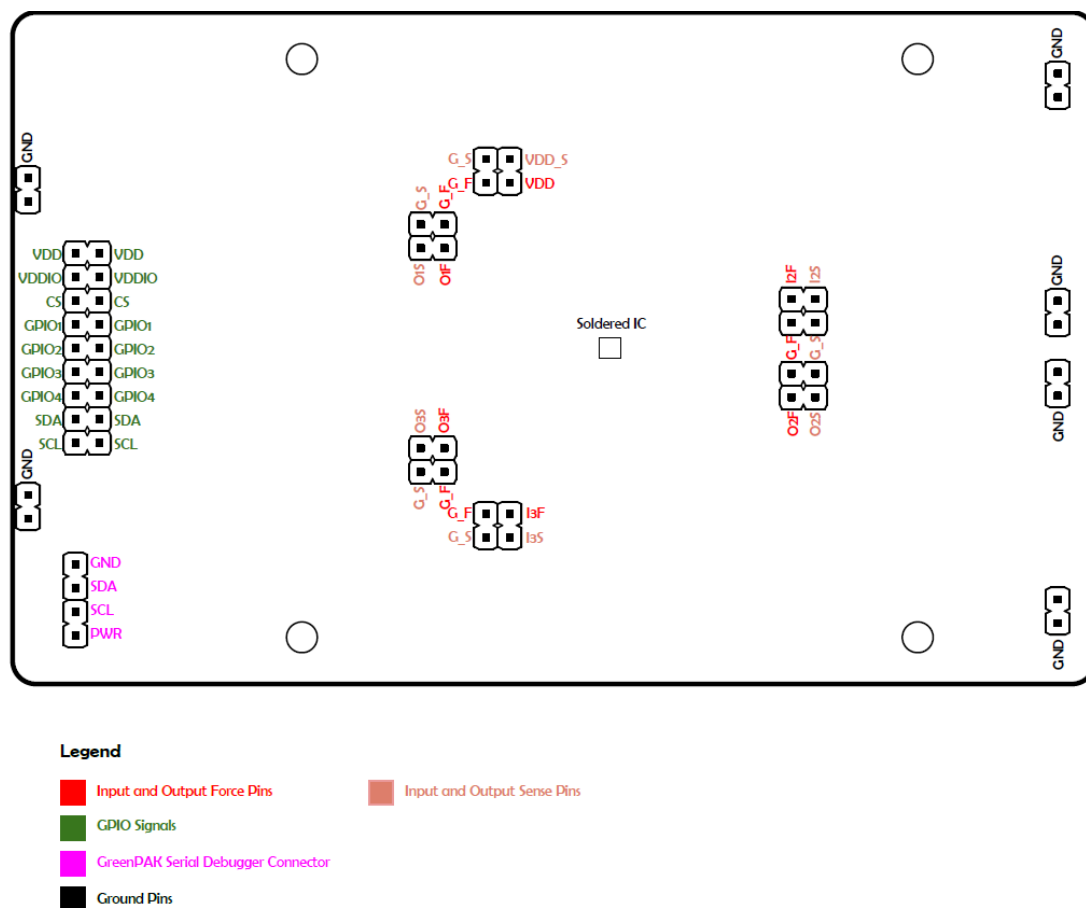 GND
GND
G_S VDD_S
G_F VDD
G_S G_F
O1S O1F
VDD VDD
VDDIO VDDIO
CS CS
GPIO1 GPIO1
GPIO2 GPIO2
GPIO3 GPIO3
GPIO4 GPIO4
SDA SDA
SCL SCL
GND
I2F I2S
GND
Soldered IC
G_F G_S
O2F O2S
GND
O3S O3F
G_S G_F
G_F I3F
G_S I3S
GND
SDA
SCL
PWR
GND
Legend
Input and Output Force Pins
Input and Output Sense Pins
GPIO Signals
GreenPAK Serial Debugger Connector
Ground Pins